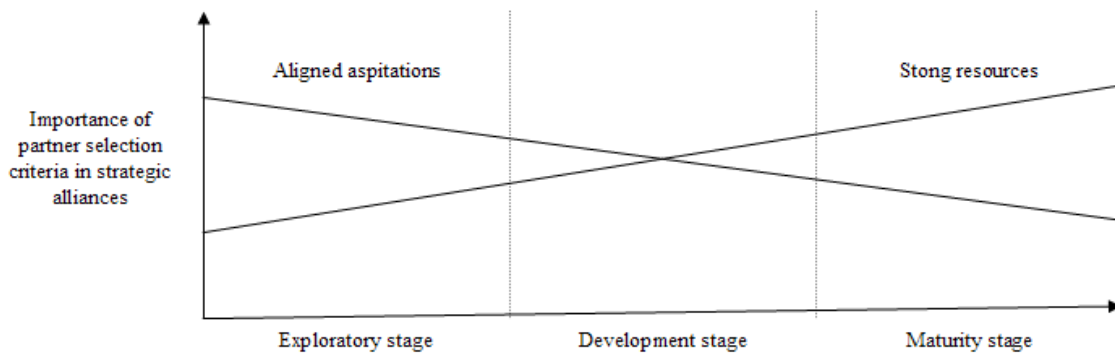 Aligned aspitations
Stong resources
Importance of
partner selection
criteria in strategic
alliances
Exploratory stage
Development stage
Maturity stage